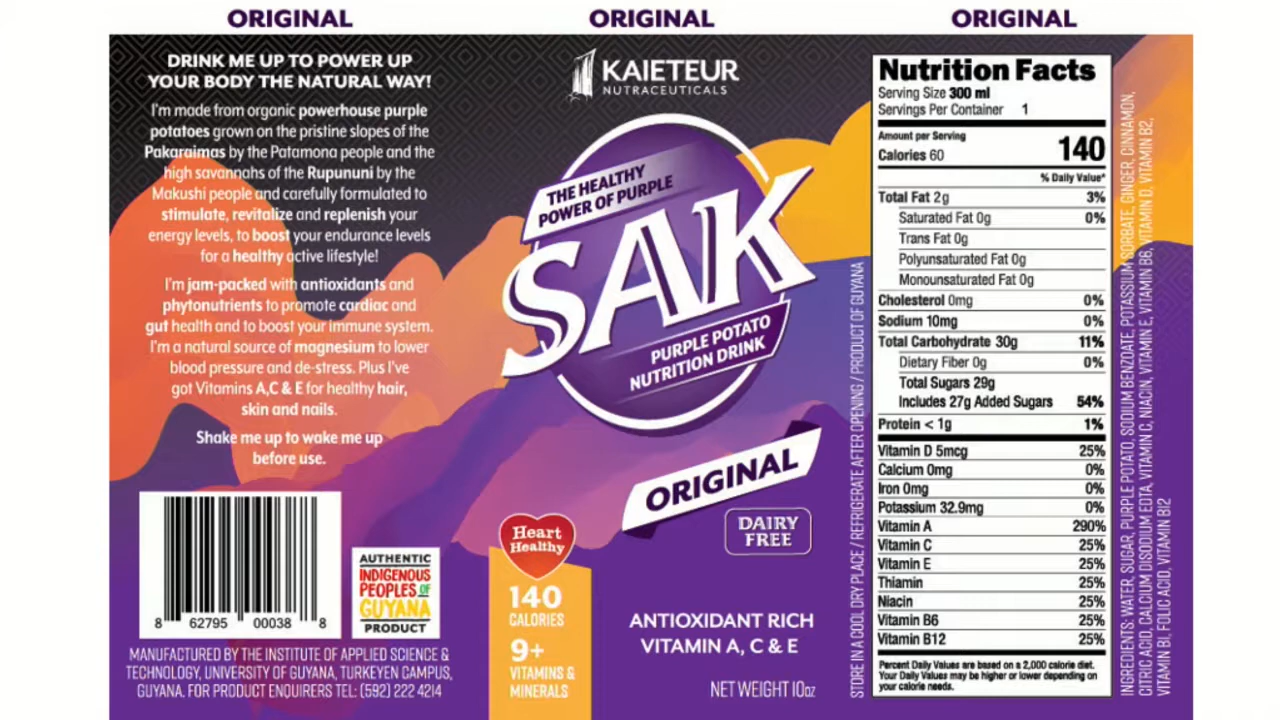 ORIGINAL
ORIGINAL
ORIGINAL
DRINK ME UP TO POWER UP
YOUR BODY THE NATURAL WAY!
I'm made from organic powerhouse purple
potatoes grown on the pristine slopes of the
Pakaraimas by the Patamona people and the
high savannahs of the Rupununi by the
Makushi people and carefully formulated to
stimulate, revitalize and replenish your
energy levels, to boost your endurance levels
for a healthy active lifestyle!
I'm jam-packed with antioxidants and
phytonutrients to promote cardiac and
gut health and to boost your immune system.
I'm a natural source of magnesium to lower
blood pressure and de-stress. Plus I've
got Vitamins A,C & E for healthy hair,
skin and nails.
Shake me up to wake me up
before use.
8 62795 00038 8
AUTHENTIC
INDIGENOUS
PEOPLES OF
GUYANA
PRODUCT
MANUFACTURED BY THE INSTITUTE OF APPLIED SCIENCE &
TECHNOLOGY, UNIVERSITY OF GUYANA, TURKEYEN CAMPUS,
GUYANA. FOR PRODUCT ENQUIRERS TEL: (592) 222 4214
KAIETEUR
NUTRACEUTICALS
THE HEALTHY
POWER OF PURPLE
SAK
PURPLE POTATO
NUTRITION DRINK
ORIGINAL
DAIRY
FREE
Heart
Healthy
140
CALORIES
9+
VITAMINS &
MINERALS
ANTIOXIDANT RICH
VITAMIN A, C & E
NET WEIGHT 10oz
STORE IN A COOL DRY PLACE / REFRIGERATE AFTER OPENING / PRODUCT OF GUYANA
Nutrition Facts
Serving Size 300 ml
Servings Per Container 1
Amount per Serving
Calories 60 140
% Daily Value*
Total Fat 2g 3%
Saturated Fat 0g 0%
Trans Fat 0g
Polyunsaturated Fat 0g
Monounsaturated Fat 0g
Cholesterol 0mg 0%
Sodium 10mg 0%
Total Carbohydrate 30g 11%
Dietary Fiber 0g 0%
Total Sugars 29g
Includes 27g Added Sugars 54%
Protein < 1g 1%
Vitamin D 5mcg 25%
Calcium 0mg 0%
Iron 0mg 0%
Potassium 32.9mg 0%
Vitamin A 290%
Vitamin C 25%
Vitamin E 25%
Thiamin 25%
Niacin 25%
Vitamin B6 25%
Vitamin B12 25%
Percent Daily Values are based on a 2,000 calorie diet.
Your Daily Values may be higher or lower depending on
your calorie needs.
INGREDIENTS: WATER, SUGAR, PURPLE POTATO, SODIUM BENZOATE, POTASSIUM SORBATE, GINGER, CINNAMON,
CITRIC ACID, CALCIUM DISODIUM EDTA, VITAMIN C, NIACIN, VITAMIN E, VITAMIN B6, VITAMIN D, VITAMIN B2,
VITAMIN B1, FOLIC ACID, VITAMIN B12